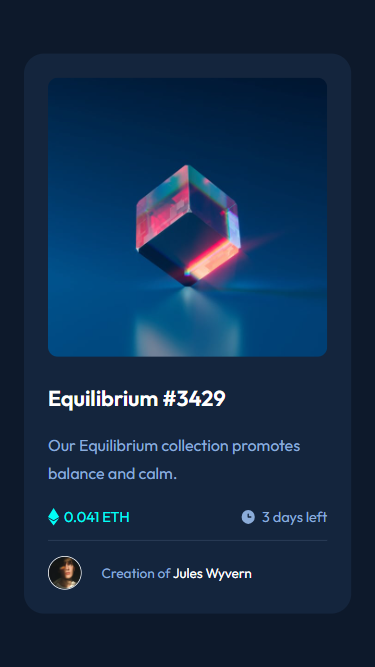 Equilibrium #3429
Our Equilibrium collection promotes
balance and calm.
0.041 ETH
3 days left
Creation of Jules Wyvern